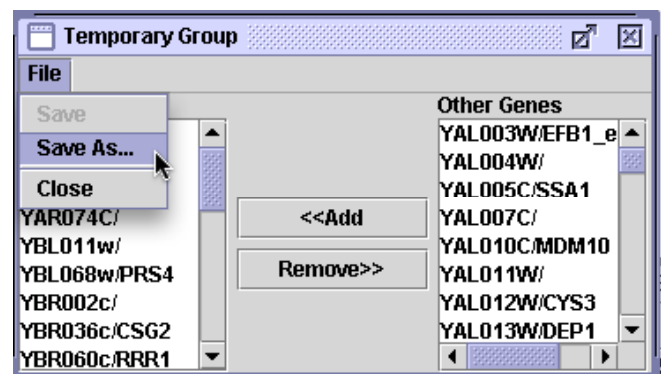 Temporary Group
File
Save
Save As...
Close
YAR074C/
YBL011w/
YBL068w/PRS4
YBR002c/
YBR036c/CSG2
YBR060c/RRR1
<<Add
Remove>>
Other Genes
YAL003W/EFB1_e
YAL004W/
YAL005C/SSA1
YAL007C/
YAL010C/MDM10
YAL011W/
YAL012W/CYS3
YAL013W/DEP1